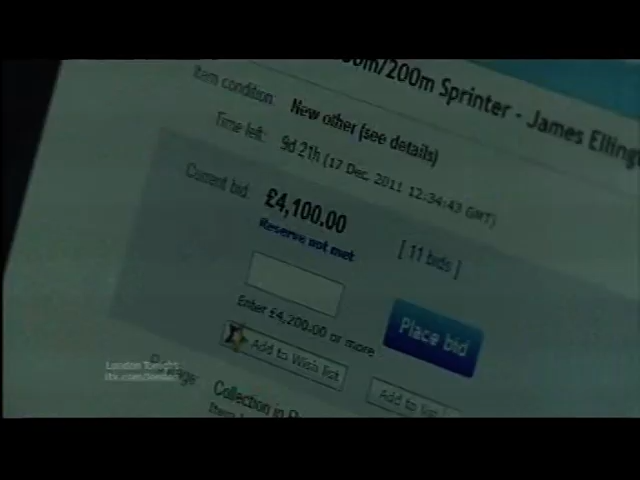 00m/200m Sprinter - James Elling
Item condition: New other (see details)
Time left: 9d 21h (17 Dec, 2011 12:34:43 GMT)
Current bid: £4,100.00 [ 11 bids ]
Reserve not met
Enter £4,200.00 or more
Place bid
Add to Wish list
Add to list
Collection in
London Tonight